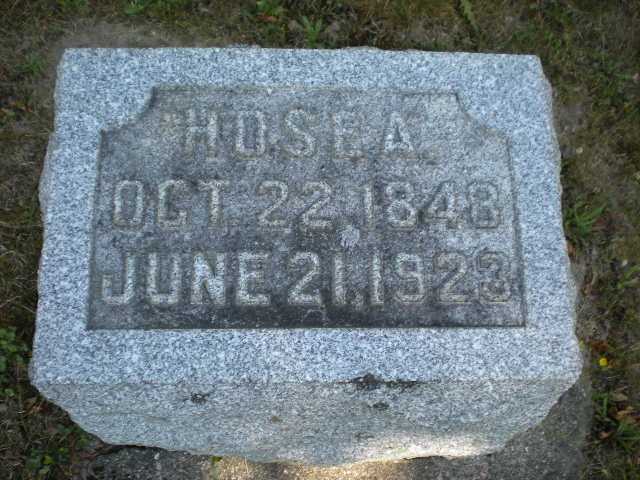 HOSEA.
OCT. 22, 1848
JUNE 21, 1923